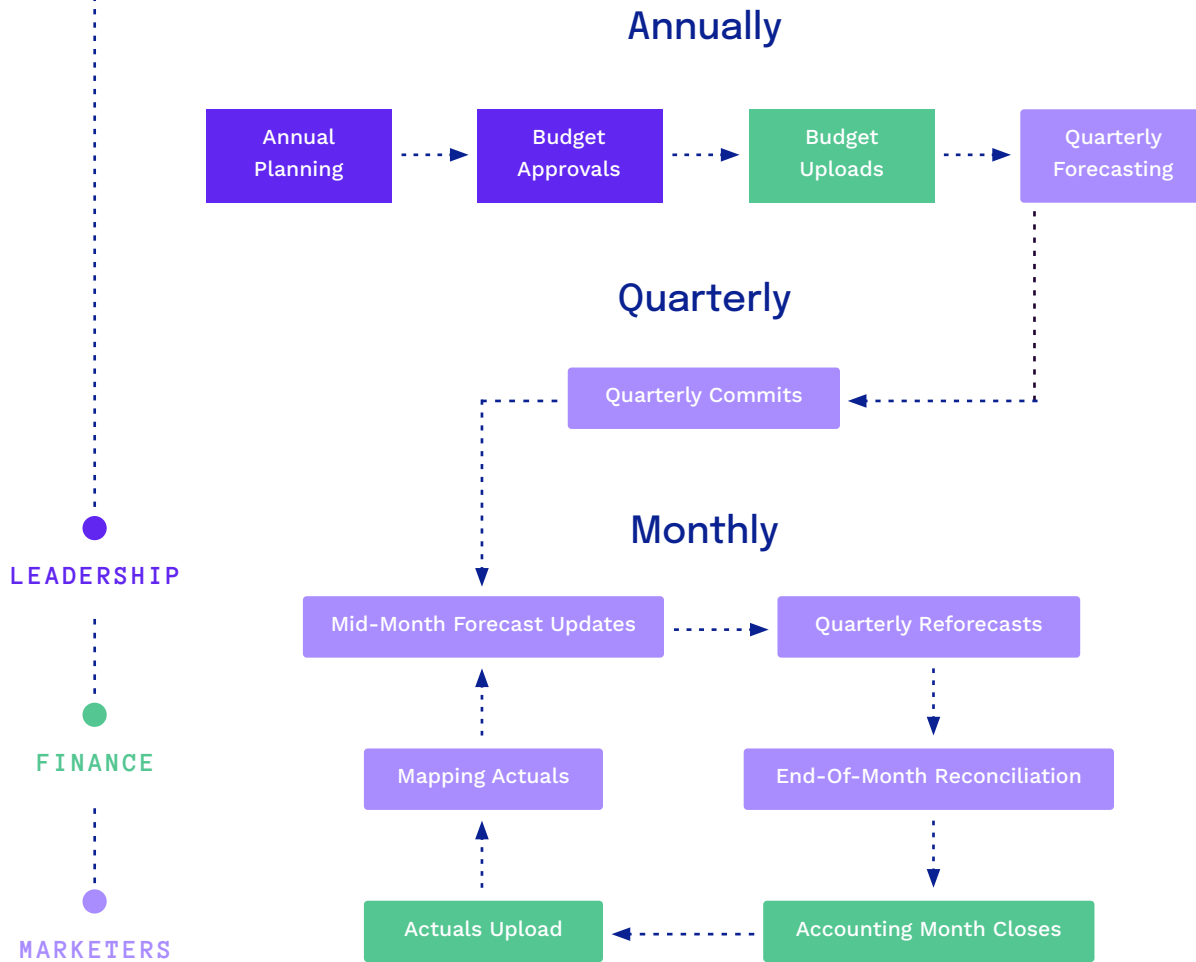 Annually
Annual
Planning
Budget
Approvals
Budget
Uploads
Quarterly
Forecasting
Quarterly
Quarterly Commits
Monthly
LEADERSHIP
Mid-Month Forecast Updates
Quarterly Reforecasts
FINANCE
Mapping Actuals
End-Of-Month Reconciliation
MARKETERS
Actuals Upload
Accounting Month Closes